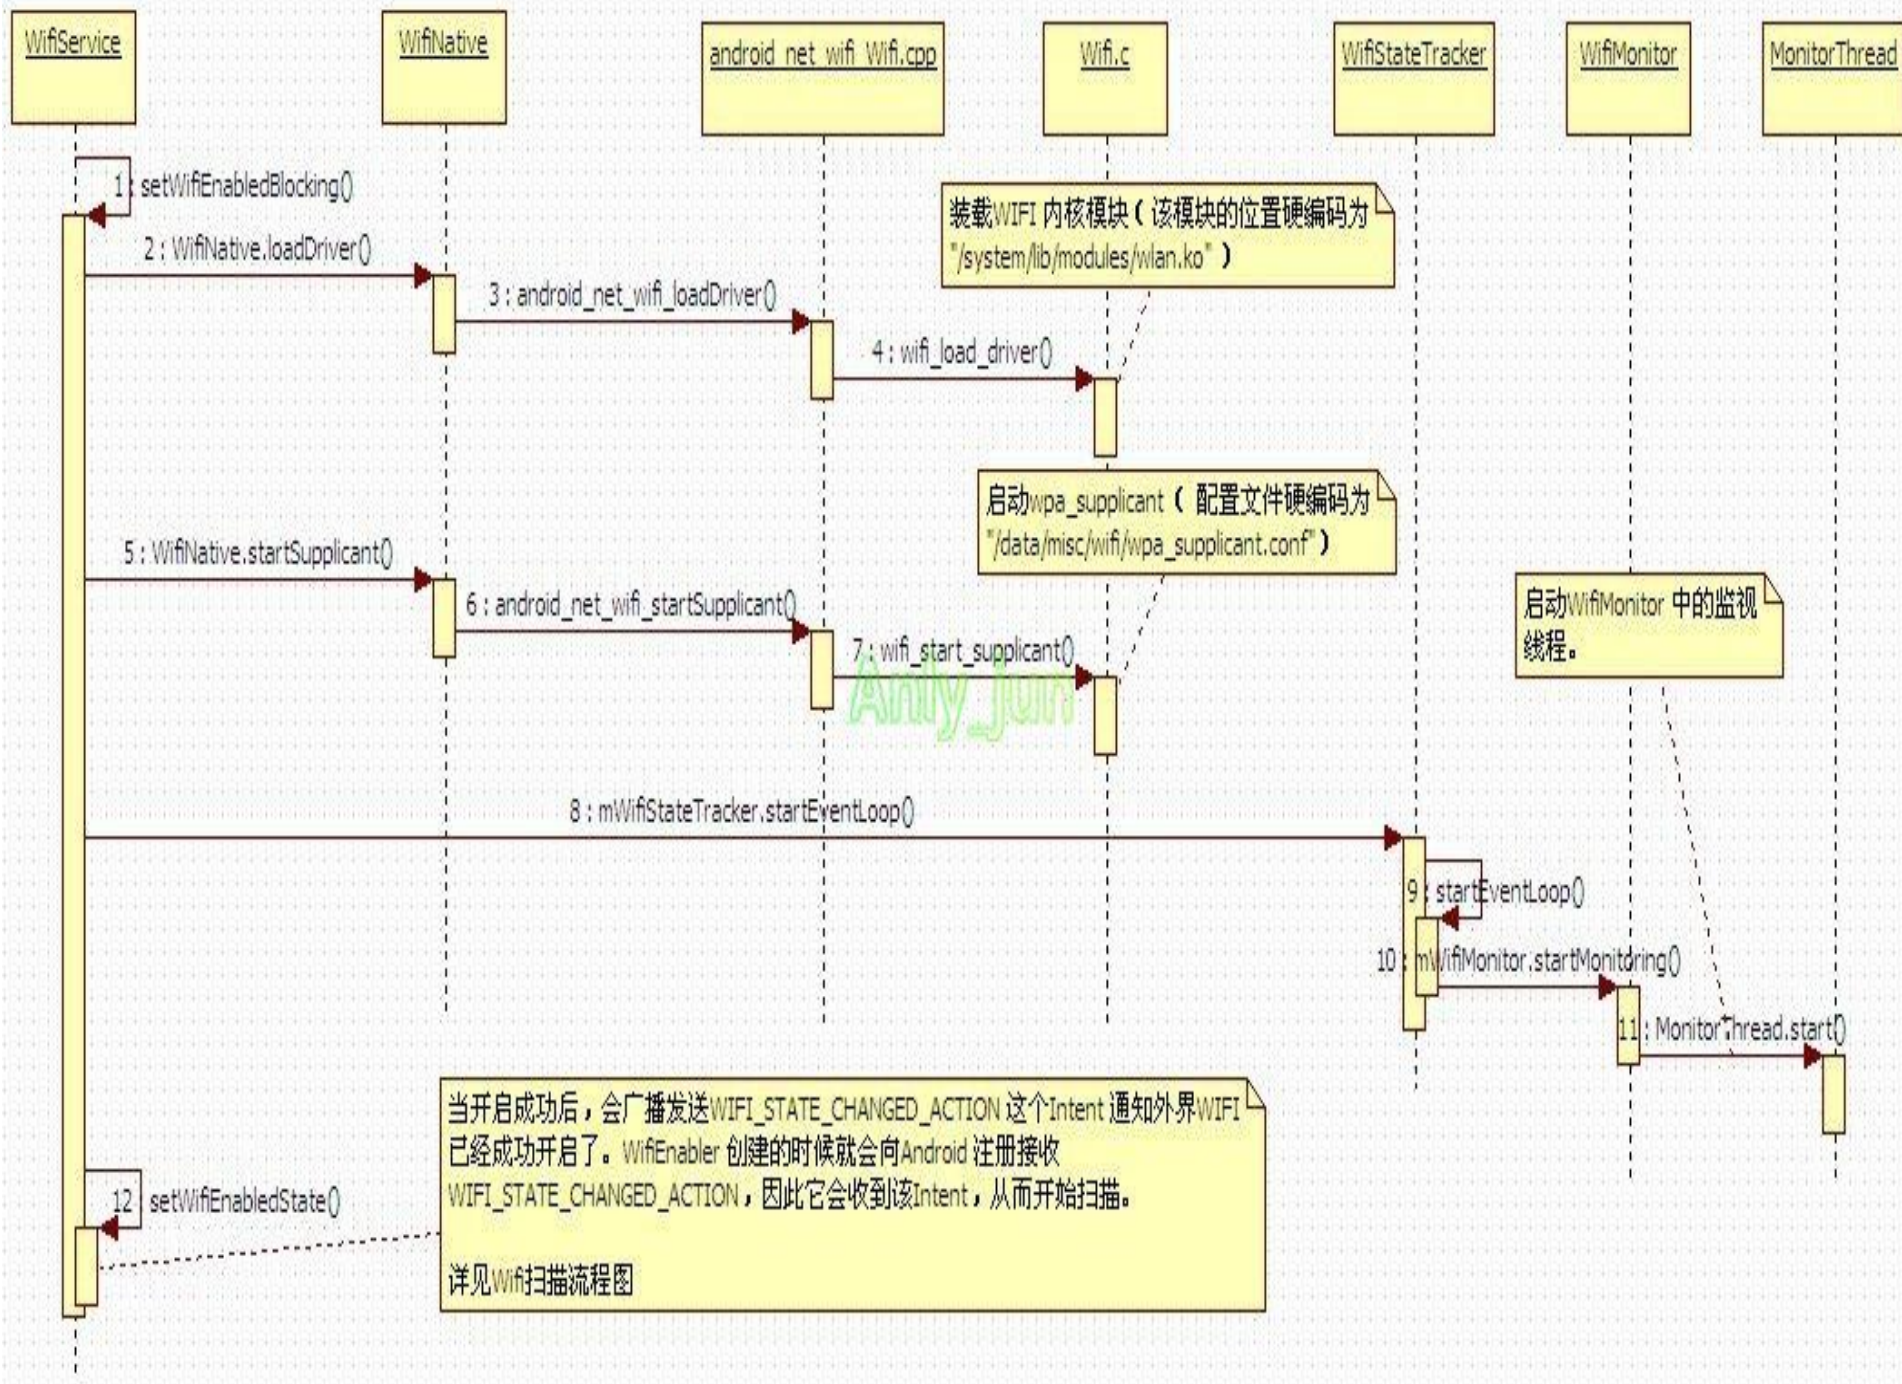 WifiService
WifiNative
android_net_wifi_Wifi.cpp
Wifi.c
WifiStateTracker
WifiMonitor
MonitorThread
1 : setWifiEnabledBlocking()
装载WIFI 内核模块（该模块的位置硬编码为
"/system/lib/modules/wlan.ko" ）
2 : WifiNative.loadDriver()
3 : android_net_wifi_loadDriver()
4 : wifi_load_driver()
启动wpa_supplicant（ 配置文件硬编码为
"/data/misc/wifi/wpa_supplicant.conf"）
5 : WifiNative.startSupplicant()
6 : android_net_wifi_startSupplicant()
启动WifiMonitor 中的监视
线程。
7 : wifi_start_supplicant()
Anly_jun
8 : mWifiStateTracker.startEventLoop()
9 : startEventLoop()
10 : mWifiMonitor.startMonitoring()
11 : MonitorThread.start()
当开启成功后，会广播发送WIFI_STATE_CHANGED_ACTION 这个Intent 通知外界WIFI
已经成功开启了。WifiEnabler 创建的时候就会向Android 注册接收
WIFI_STATE_CHANGED_ACTION，因此它会收到该Intent，从而开始扫描。
详见Wifi扫描流程图
12 : setWifiEnabledState()